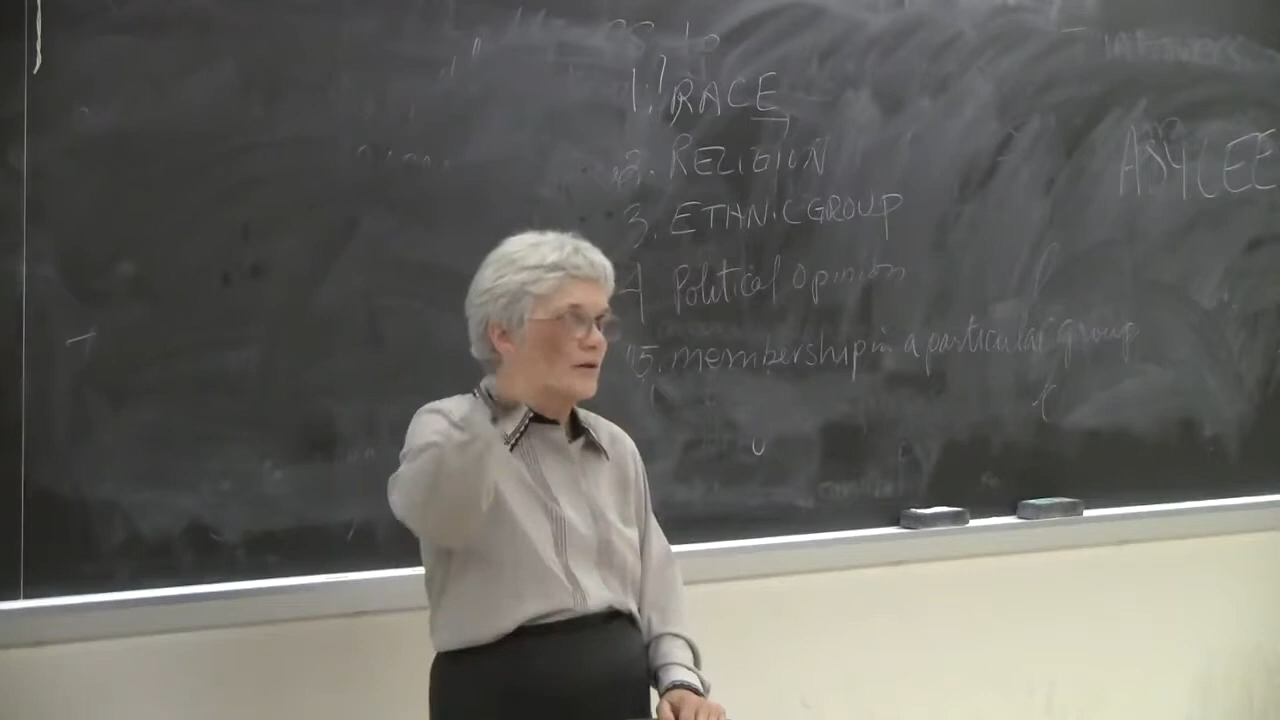 1. RACE
2. RELIGION
3. ETHNIC GROUP
4 Political opinion
5. membership in a particular group
ASYLEE